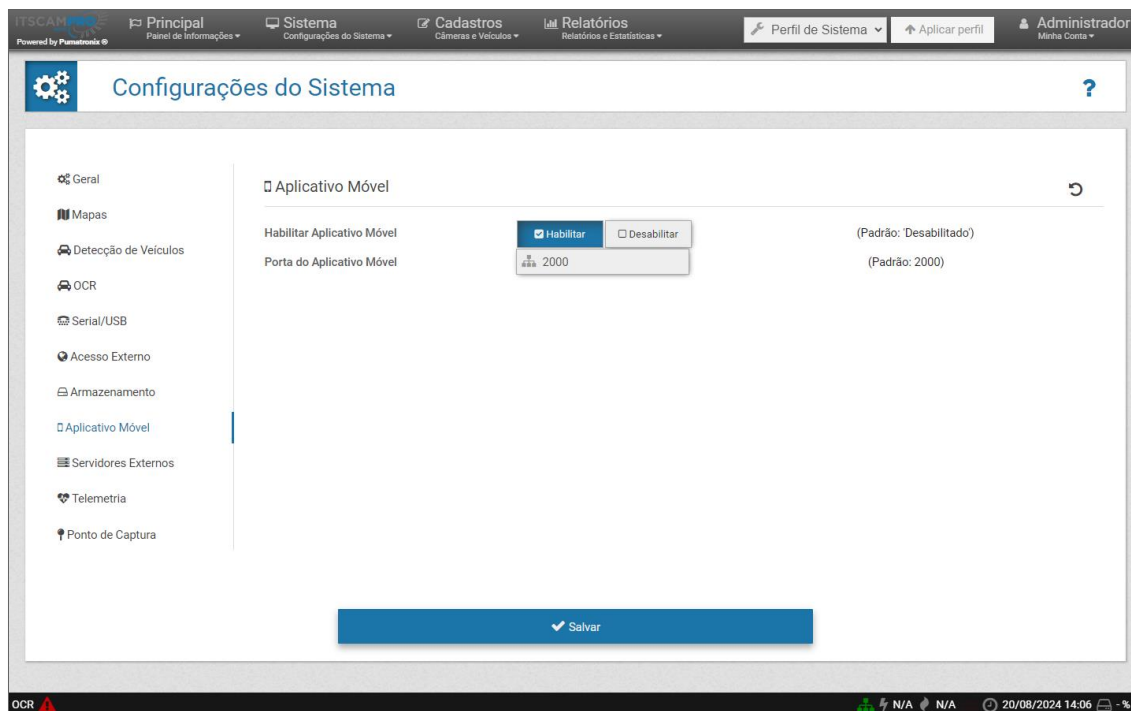 ITSCAMPRO
Powered by Pumatronix ®
Principal
Painel de Informações
Sistema
Configurações do Sistema
Cadastros
Câmeras e Veículos
Relatórios
Relatórios e Estatísticas
Perfil de Sistema
Aplicar perfil
Administrador
Minha Conta
Configurações do Sistema
?
Geral
Mapas
Detecção de Veículos
OCR
Serial/USB
Acesso Externo
Armazenamento
Aplicativo Móvel
Servidores Externos
Telemetria
Ponto de Captura
Aplicativo Móvel
Habilitar Aplicativo Móvel
Habilitar
Desabilitar
(Padrão: 'Desabilitado')
Porta do Aplicativo Móvel
2000
(Padrão: 2000)
Salvar
OCR
N/A
N/A
20/08/2024 14:06
- %